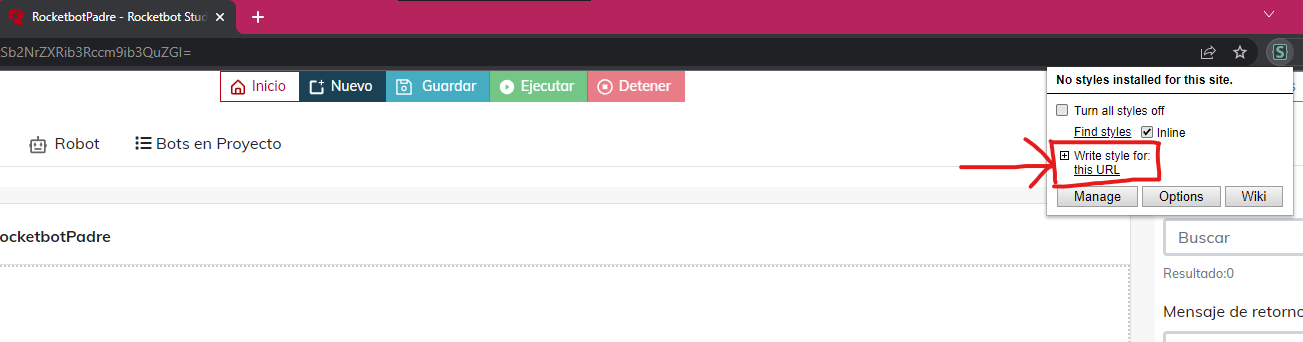 RocketbotPadre - Rocketbot Stud
Sb2NrZXRib3Rccm9ib3QuZGI=
Inicio
Nuevo
Guardar
Ejecutar
Detener
No styles installed for this site.
Turn all styles off
Find styles
Inline
Write style for:
this URL
Manage
Options
Wiki
Robot
Bots en Proyecto
ocketbotPadre
Buscar
Resultado:0
Mensaje de retorno